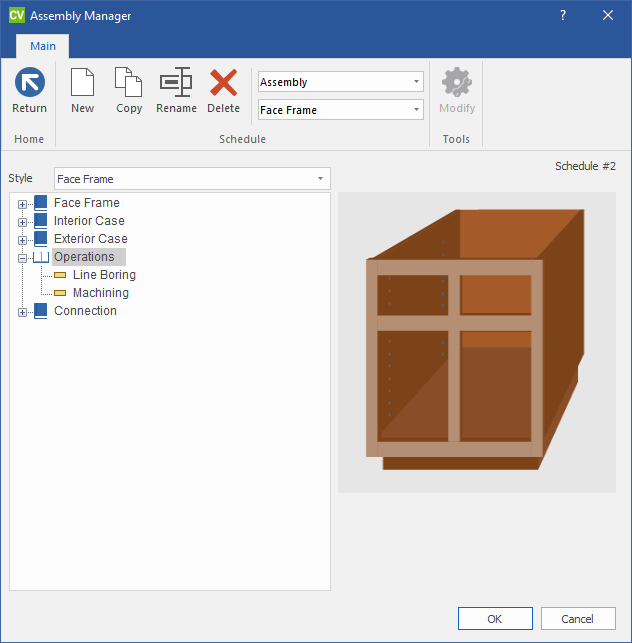 CV Assembly Manager ?
Main
Return New Copy Rename Delete Assembly Face Frame Modify
Home Schedule Tools
Schedule #2
Style Face Frame
Face Frame
Interior Case
Exterior Case
Operations
Line Boring
Machining
Connection
OK Cancel